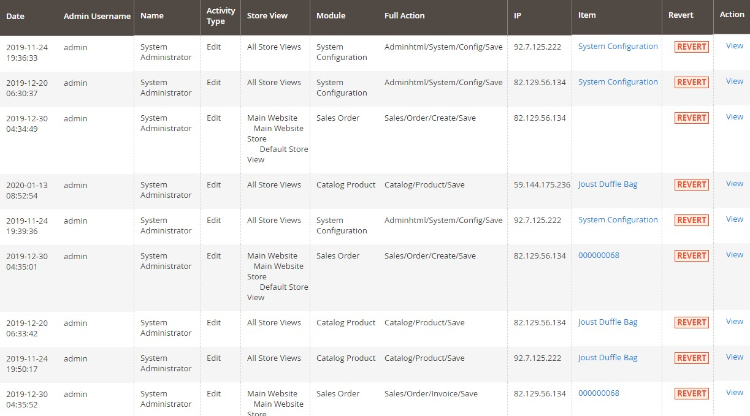 Date Admin Username Name Activity Type Store View Module Full Action IP Item Revert Action
2019-11-24 19:36:33 admin System Administrator Edit All Store Views System Configuration Adminhtml/System/Config/Save 92.7.125.222 System Configuration REVERT View
2019-12-20 06:30:37 admin System Administrator Edit All Store Views System Configuration Adminhtml/System/Config/Save 82.129.56.134 System Configuration REVERT View
2019-12-30 04:34:49 admin System Administrator Edit Main Website Main Website Store Default Store View Sales Order Sales/Order/Create/Save 82.129.56.134 REVERT View
2020-01-13 08:52:54 admin System Administrator Edit All Store Views Catalog Product Catalog/Product/Save 59.144.175.236 Joust Duffle Bag REVERT View
2019-11-24 19:39:36 admin System Administrator Edit All Store Views System Configuration Adminhtml/System/Config/Save 92.7.125.222 System Configuration REVERT View
2019-12-30 04:35:01 admin System Administrator Edit Main Website Main Website Store Default Store View Sales Order Sales/Order/Create/Save 82.129.56.134 000000068 REVERT View
2019-12-20 06:33:42 admin System Administrator Edit All Store Views Catalog Product Catalog/Product/Save 82.129.56.134 Joust Duffle Bag REVERT View
2019-11-24 19:50:17 admin System Administrator Edit All Store Views Catalog Product Catalog/Product/Save 92.7.125.222 Joust Duffle Bag REVERT View
2019-12-30 04:35:52 admin System Administrator Edit Main Website Main Website Store Sales Order Sales/Order/Invoice/Save 82.129.56.134 000000068 REVERT View